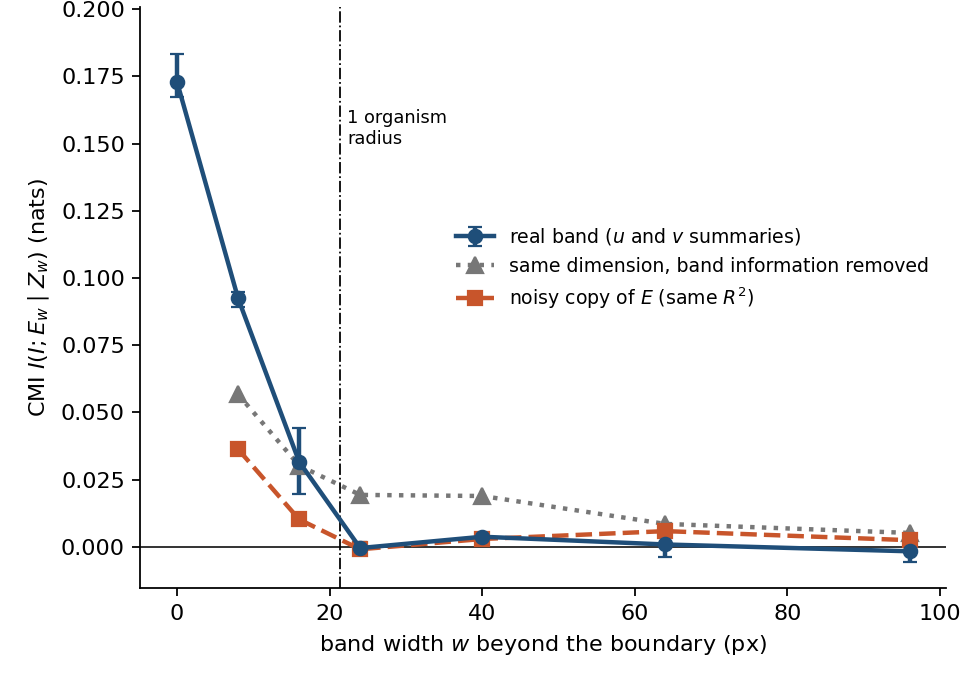 0.200
0.175
0.150
0.125
0.100
0.075
0.050
0.025
0.000
CMI I(I; E_w | Z_w) (nats)
1 organism
radius
real band (u and v summaries)
same dimension, band information removed
noisy copy of E (same R²)
0 20 40 60 80 100
band width w beyond the boundary (px)